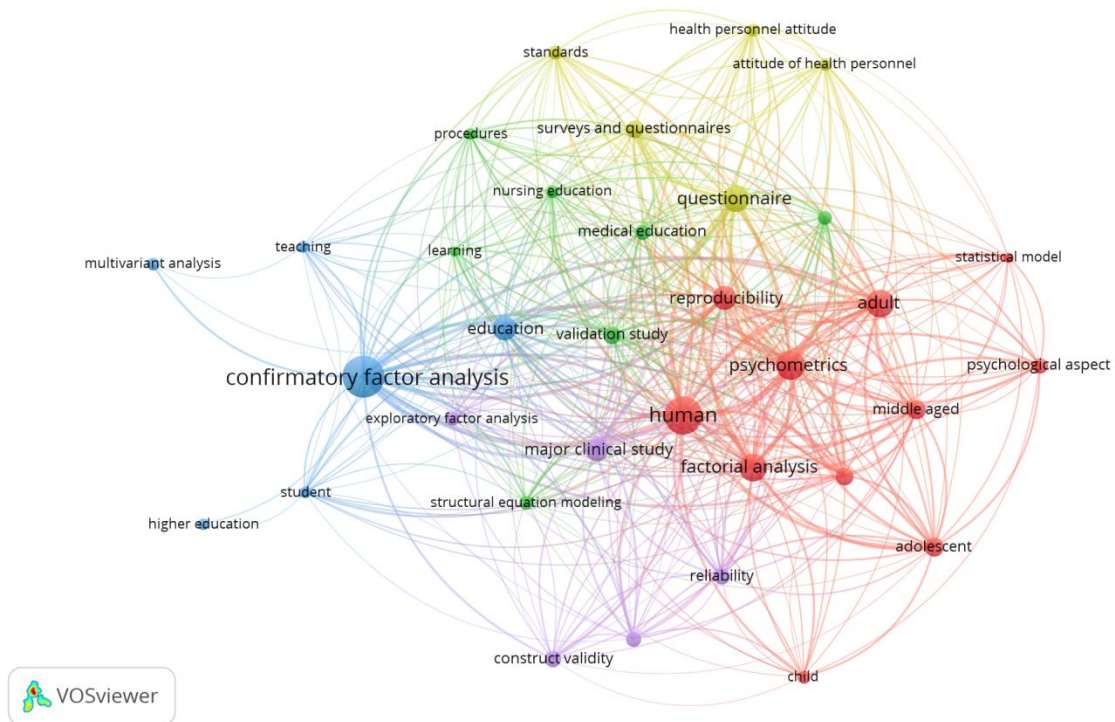 health personnel attitude
standards
attitude of health personnel
procedures
surveys and questionnaires
nursing education
questionnaire
medical education
teaching
learning
statistical model
multivariant analysis
reproducibility
adult
education
validation study
psychometrics
psychological aspect
confirmatory factor analysis
middle aged
human
exploratory factor analysis
major clinical study
factorial analysis
student
structural equation modeling
higher education
adolescent
reliability
construct validity
child
VOSviewer